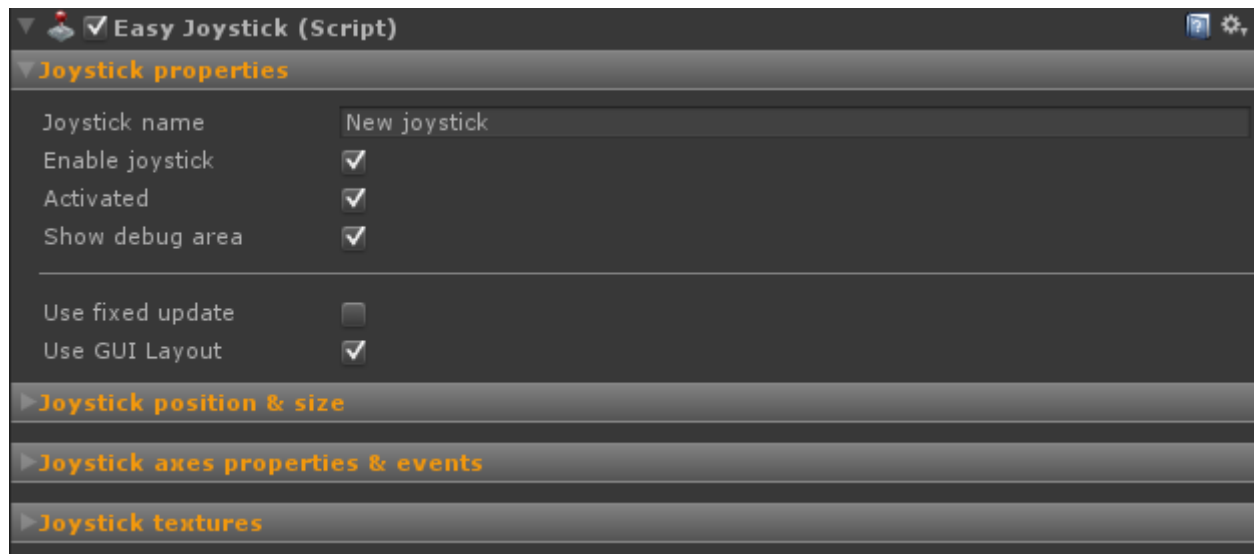 Easy Joystick (Script)
Joystick properties
Joystick name New joystick
Enable joystick
Activated
Show debug area
Use fixed update
Use GUI Layout
Joystick position & size
Joystick axes properties & events
Joystick textures